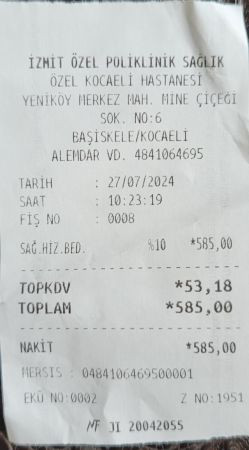 İZMİT ÖZEL POLİKLİNİK SAĞLIK
ÖZEL KOCAELİ HASTANESİ
YENİKÖY MERKEZ MAH. MİNE ÇİÇEĞİ
SOK. NO:6
BAŞİSKELE/KOCAELİ
ALEMDAR VD. 4841064695
TARİH : 27/07/2024
SAAT : 10:23:19
FİŞ NO : 0008
SAĞ.HİZ.BED. %10 *585,00
TOPKDV *53,18
TOPLAM *585,00
NAKİT *585,00
MERSIS : 0484106469500001
EKÜ NO:0002 Z NO:1951
MF JI 20042055